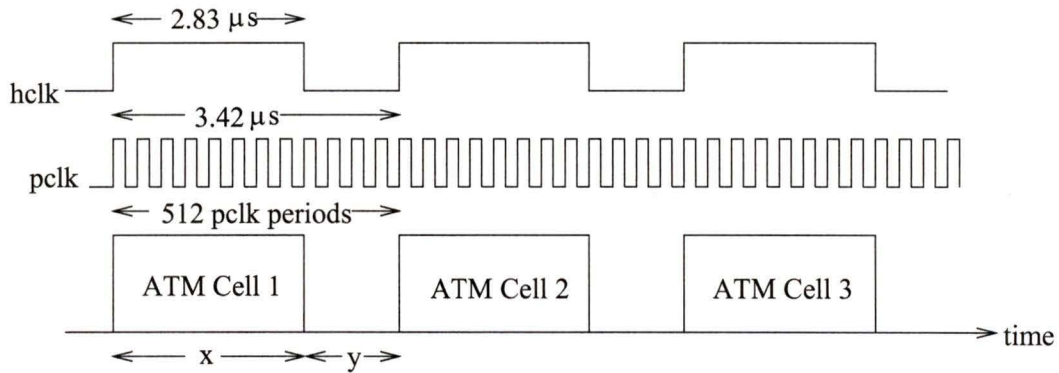 2.83 μs
hclk
3.42 μs
pclk
512 pclk periods
ATM Cell 1
ATM Cell 2
ATM Cell 3
time
x
y